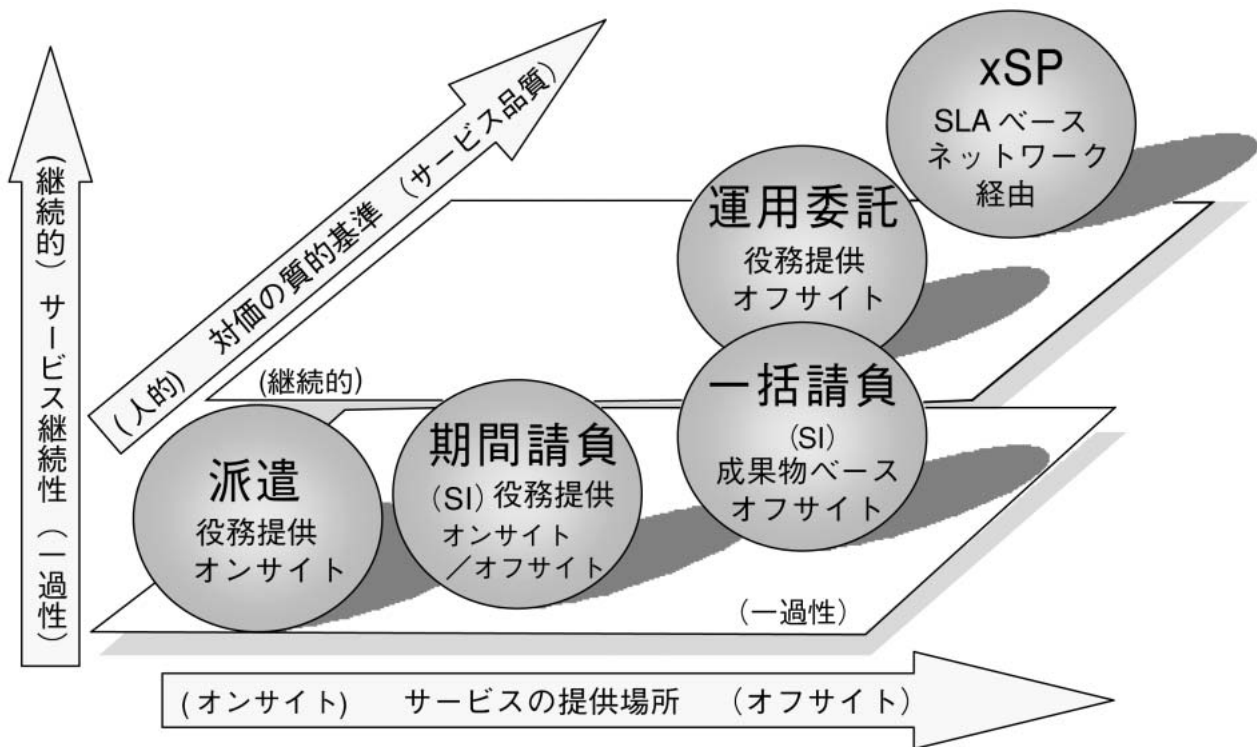 xSP
SLAベース
ネットワーク
経由
運用委託
役務提供
オフサイト
(人的) 対価の質的基準 (サービス品質)
(継続的) サービス継続性 (一過性)
(継続的)
一括請負
(SI)
成果物ベース
オフサイト
期間請負
(SI) 役務提供
オンサイト
／オフサイト
派遣
役務提供
オンサイト
(一過性)
(オンサイト) サービスの提供場所 (オフサイト)